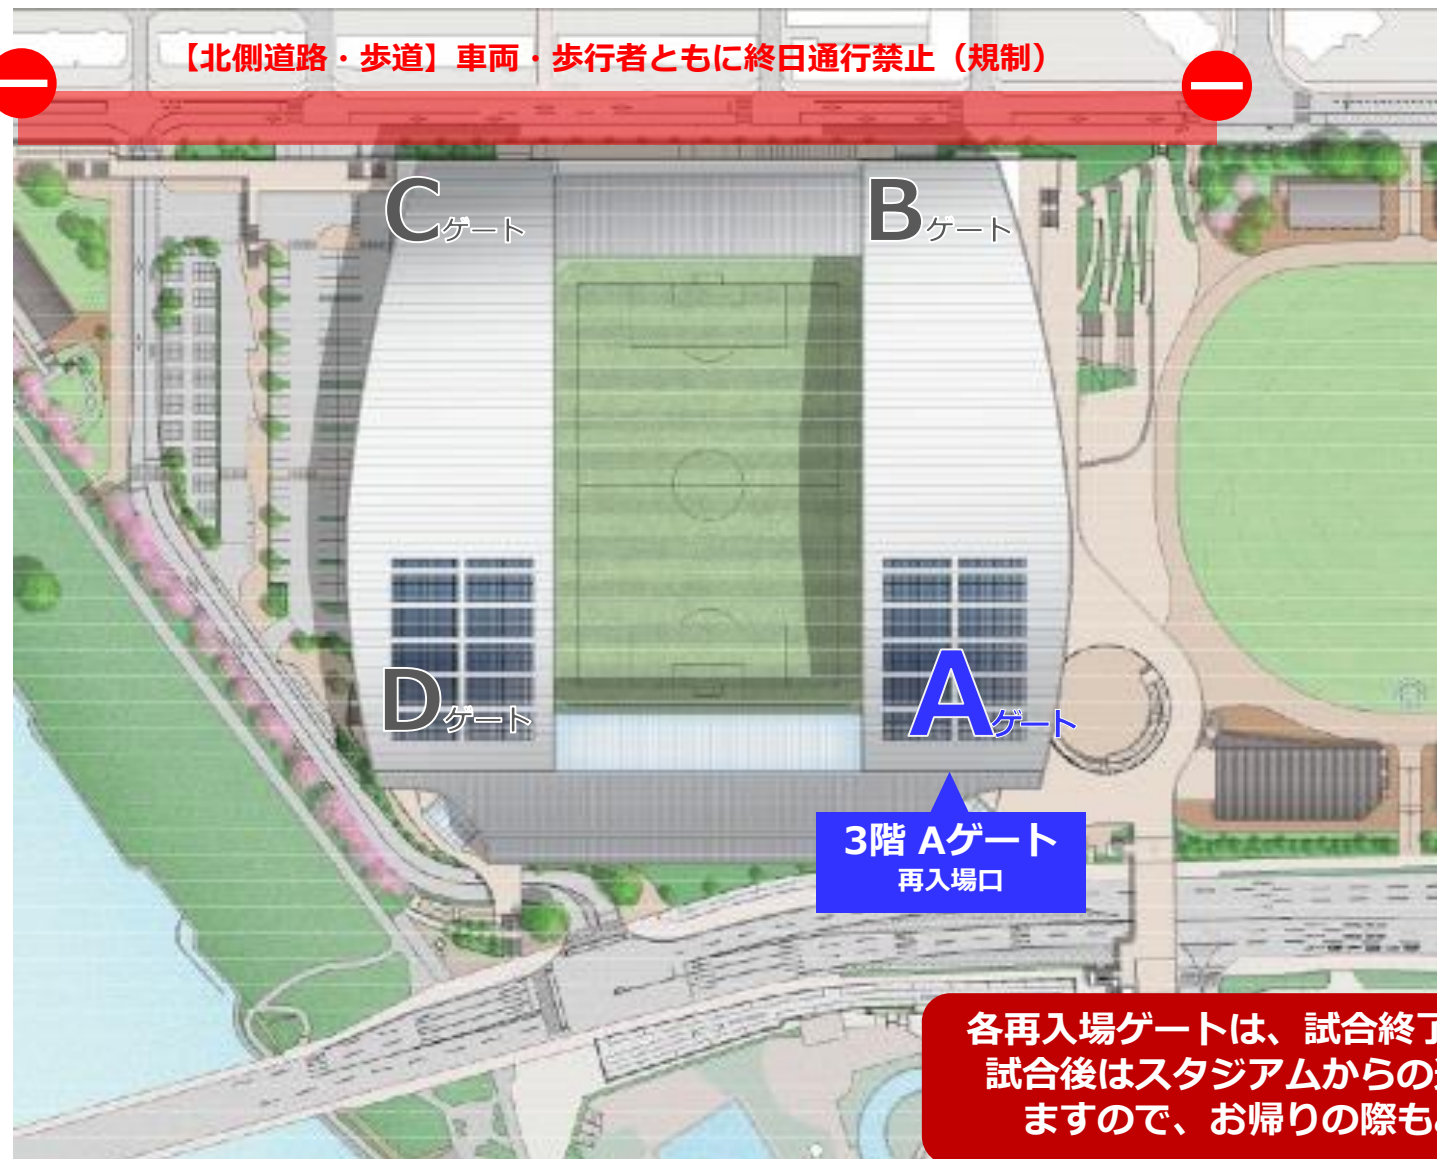 【北側道路・歩道】車両・歩行者ともに終日通行禁止（規制）
Cゲート
Bゲート
Dゲート
Aゲート
3階 Aゲート
再入場口
各再入場ゲートは、試合終了
試合後はスタジアムからの
ますので、お帰りの際も